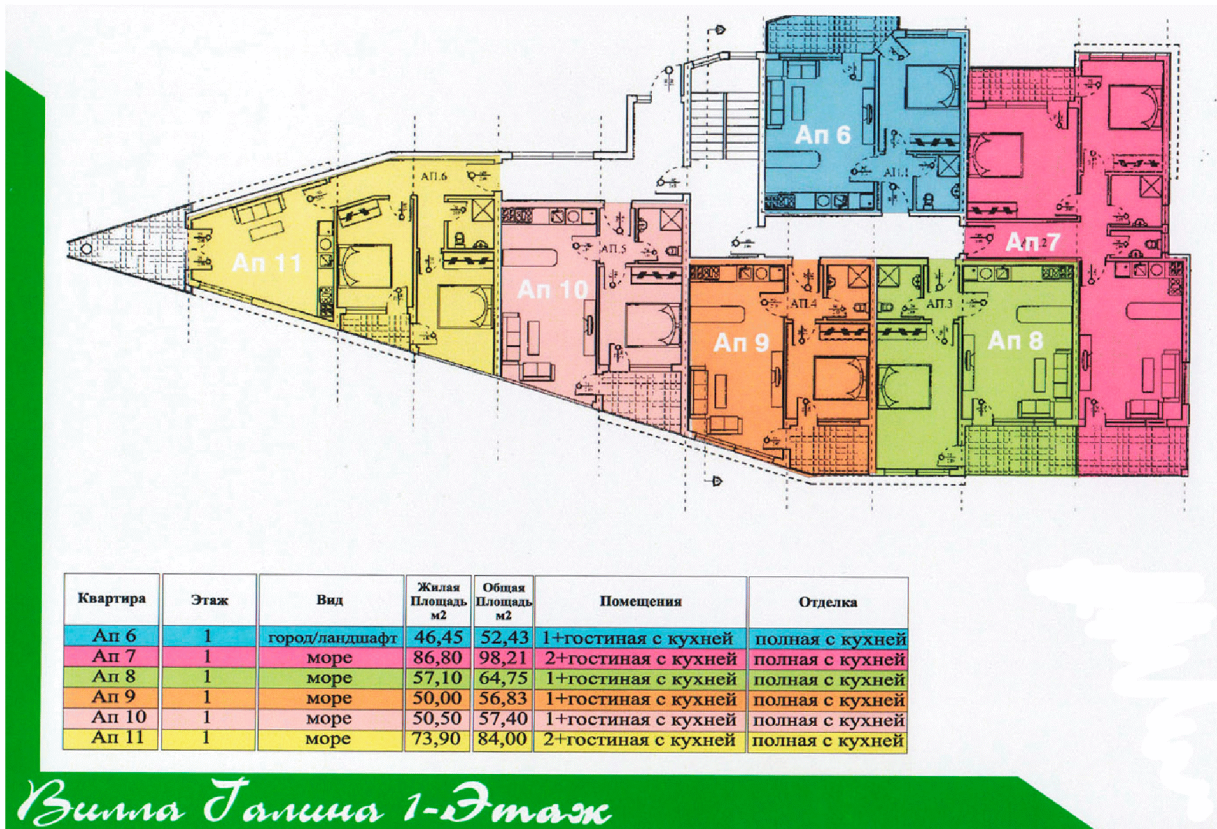 Ап 6
АП.1
АП.6
Ап 7
2
АП.5
Ап 11
Ап 10
АП.4
АП.3
Ап 9
Ап 8
Квартира Этаж Вид Жилая Площадь м2 Общая Площадь м2 Помещения Отделка
Ап 6 1 город/ландшафт 46,45 52,43 1+гостиная с кухней полная с кухней
Ап 7 1 море 86,80 98,21 2+гостиная с кухней полная с кухней
Ап 8 1 море 57,10 64,75 1+гостиная с кухней полная с кухней
Ап 9 1 море 50,00 56,83 1+гостиная с кухней полная с кухней
Ап 10 1 море 50,50 57,40 1+гостиная с кухней полная с кухней
Ап 11 1 море 73,90 84,00 2+гостиная с кухней полная с кухней
Вилла Галина 1-Этаж